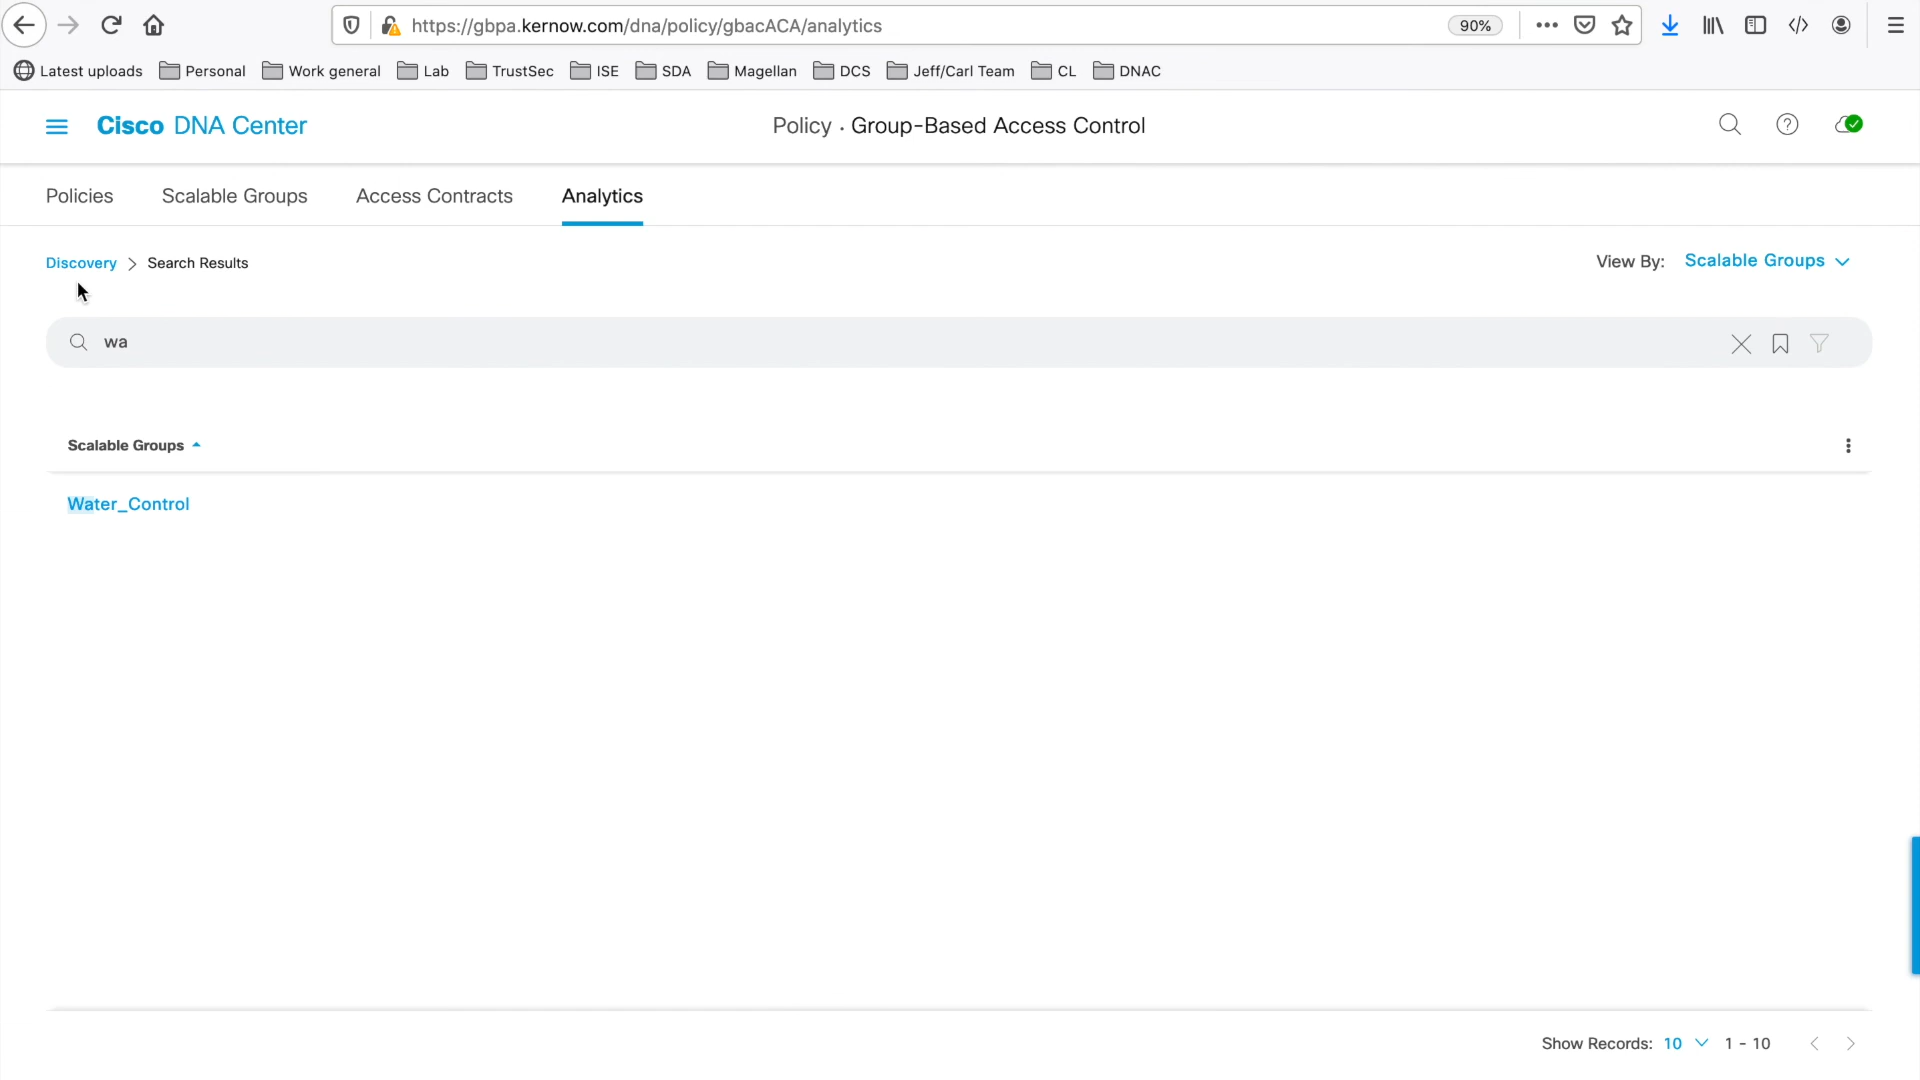 https://gbpa.kernow.com/dna/policy/gbacACA/analytics 90%
Latest uploads Personal Work general Lab TrustSec ISE SDA Magellan DCS Jeff/Carl Team CL DNAC
Cisco DNA Center Policy · Group-Based Access Control
Policies Scalable Groups Access Contracts Analytics
Discovery > Search Results View By: Scalable Groups
wa
Scalable Groups
Water_Control
Show Records: 10 1 - 10